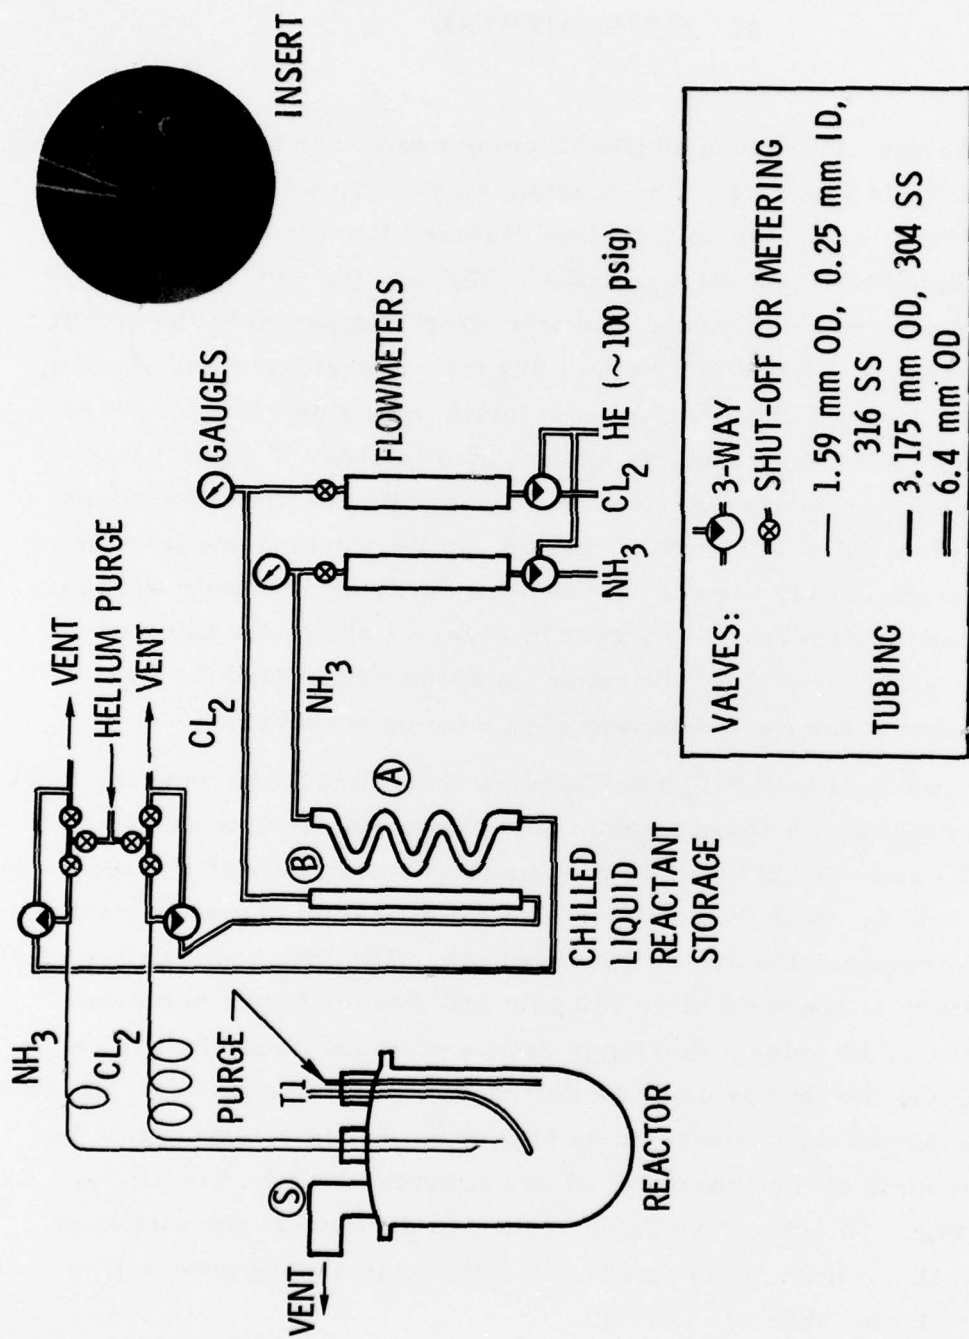 INSERT
GAUGES
VENT
HELIUM PURGE
VENT
NH3
CL2
CL2
NH3
FLOWMETERS
NH3
CL2
HE (~100 psig)
A
B
CHILLED
LIQUID
REACTANT
STORAGE
PURGE
T1
S
VENT
REACTOR
VALVES:
3-WAY
SHUT-OFF OR METERING
TUBING
1.59 mm OD, 0.25 mm ID,
316 SS
3.175 mm OD, 304 SS
6.4 mm OD